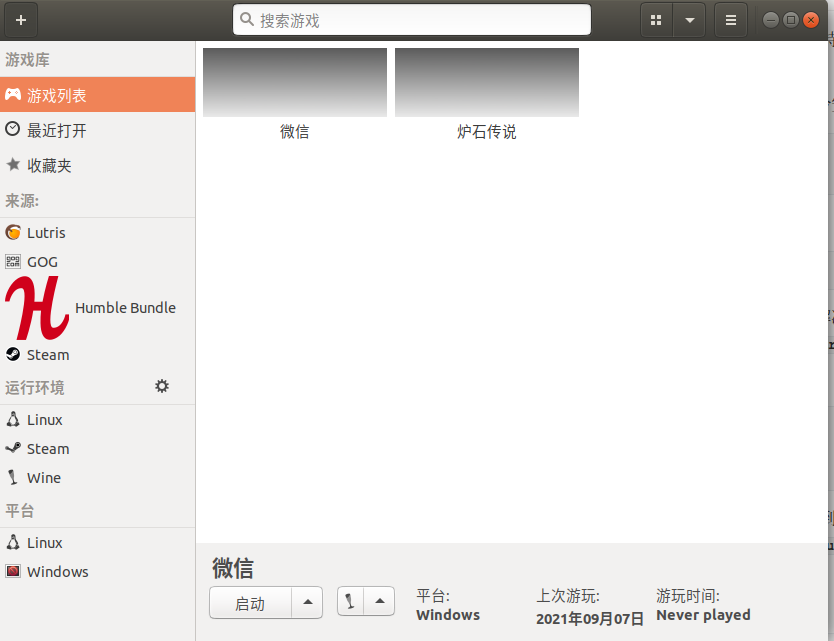 搜索游戏
游戏库
游戏列表
最近打开
收藏夹
来源:
Lutris
GOG
Humble Bundle
Steam
运行环境
Linux
Steam
Wine
平台
Linux
Windows
微信
炉石传说
微信
启动
平台:
Windows
上次游玩:
2021年09月07日
游玩时间:
Never played